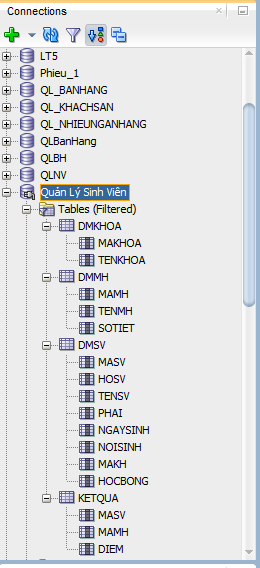 Connections
LT5
Phieu_1
QL_BANHANG
QL_KHACHSAN
QL_NHIEUNGANHANG
QLBanHang
QLBH
QLNV
Quản Lý Sinh Viên
Tables (Filtered)
DMKHOA
MAKHOA
TENKHOA
DMMH
MAMH
TENMH
SOTIET
DMSV
MASV
HOSV
TENSV
PHAI
NGAYSINH
NOISINH
MAKH
HOCBONG
KETQUA
MASV
MAMH
DIEM